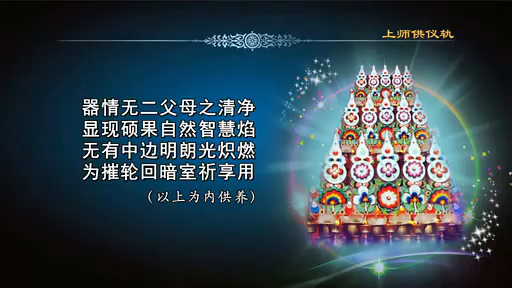 上师供仪轨
器情无二父母之清净
显现硕果自然智慧焰
无有中边明朗光炽燃
为摧轮回暗室祈享用
（以上为内供养）